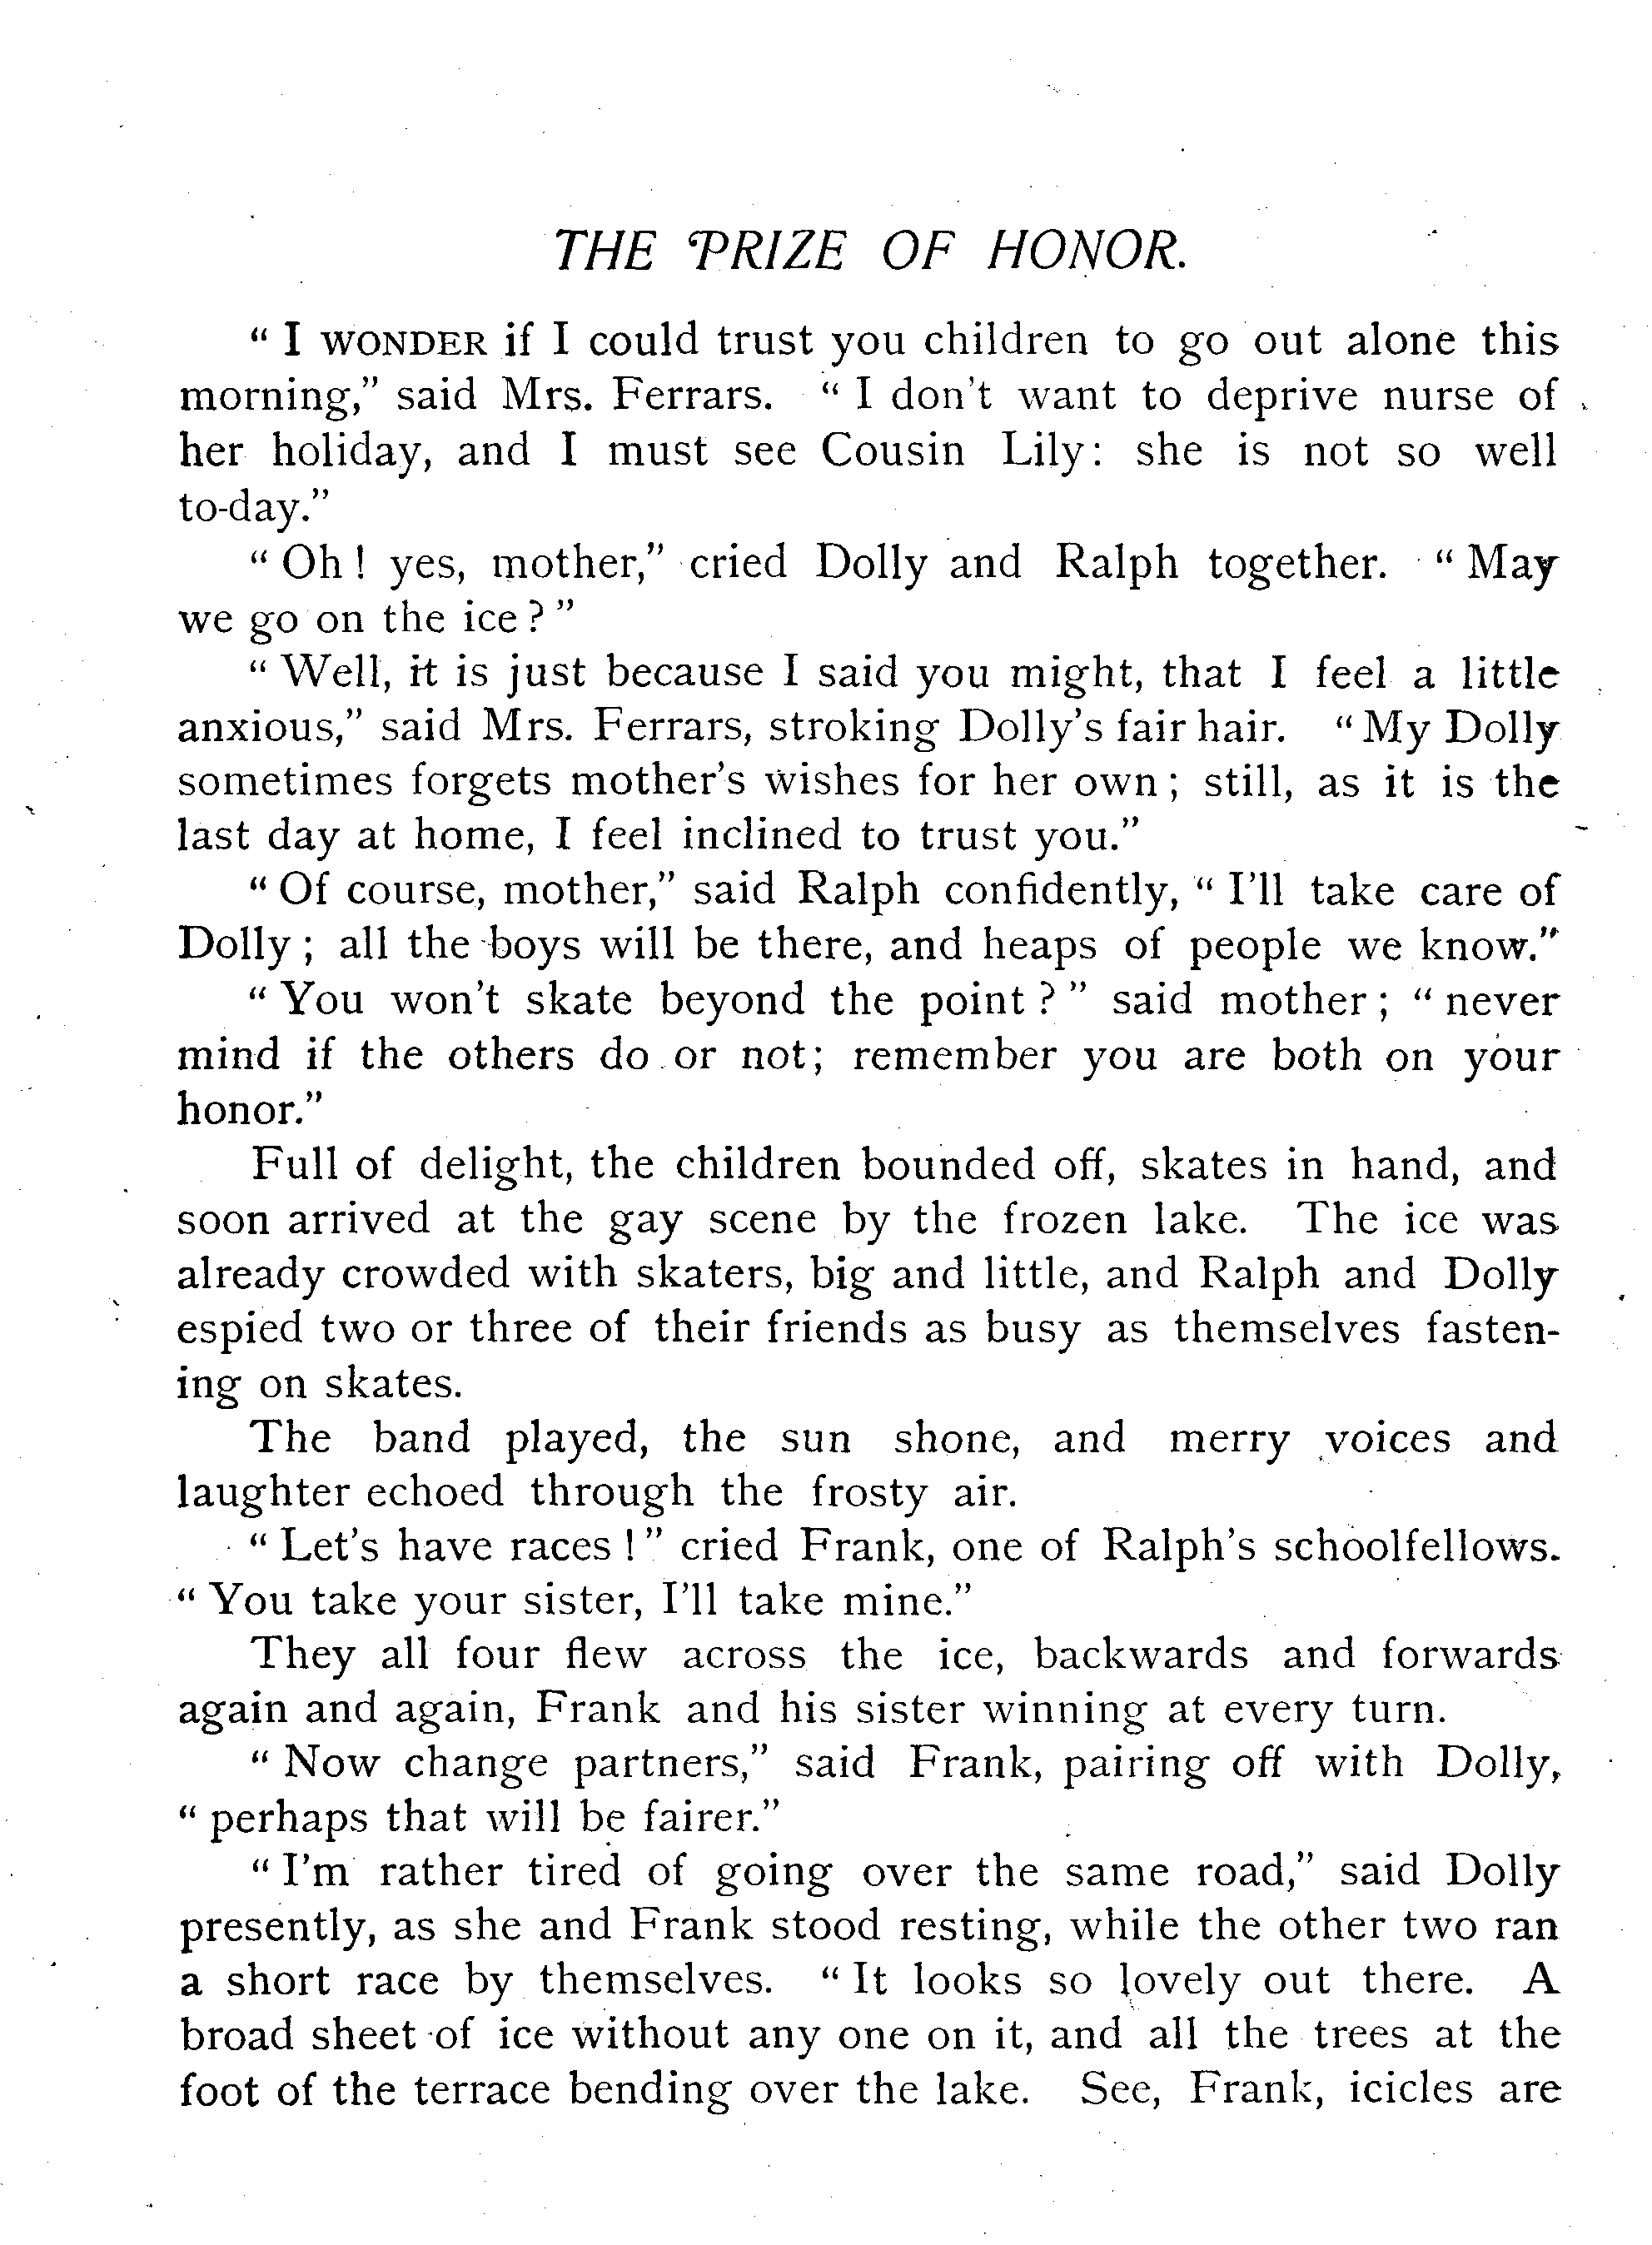 THE PRIZE OF HONOR.
“ I WONDER if I could trust you children to go out alone this
morning,” said Mrs. Ferrars. “ I don't want to deprive nurse of
her holiday, and I must see Cousin Lily: she is not so well
to-day.”
“ Oh ! yes, mother,” cried Dolly and Ralph together. “ May
we go on the ice ? ”
“ Well, it is just because I said you might, that I feel a little
anxious,” said Mrs. Ferrars, stroking Dolly's fair hair. “ My Dolly
sometimes forgets mother's wishes for her own ; still, as it is the
last day at home, I feel inclined to trust you.”
“ Of course, mother,” said Ralph confidently, “ I'll take care of
Dolly ; all the boys will be there, and heaps of people we know.”
“ You won't skate beyond the point ? ” said mother ; “ never
mind if the others do or not; remember you are both on your
honor.”
Full of delight, the children bounded off, skates in hand, and
soon arrived at the gay scene by the frozen lake. The ice was
already crowded with skaters, big and little, and Ralph and Dolly
espied two or three of their friends as busy as themselves fasten-
ing on skates.
The band played, the sun shone, and merry voices and
laughter echoed through the frosty air.
“ Let's have races ! ” cried Frank, one of Ralph's schoolfellows.
“ You take your sister, I'll take mine.”
They all four flew across the ice, backwards and forwards
again and again, Frank and his sister winning at every turn.
“ Now change partners,” said Frank, pairing off with Dolly,
“ perhaps that will be fairer.”
“ I'm rather tired of going over the same road,” said Dolly
presently, as she and Frank stood resting, while the other two ran
a short race by themselves. “ It looks so lovely out there. A
broad sheet of ice without any one on it, and all the trees at the
foot of the terrace bending over the lake. See, Frank, icicles are